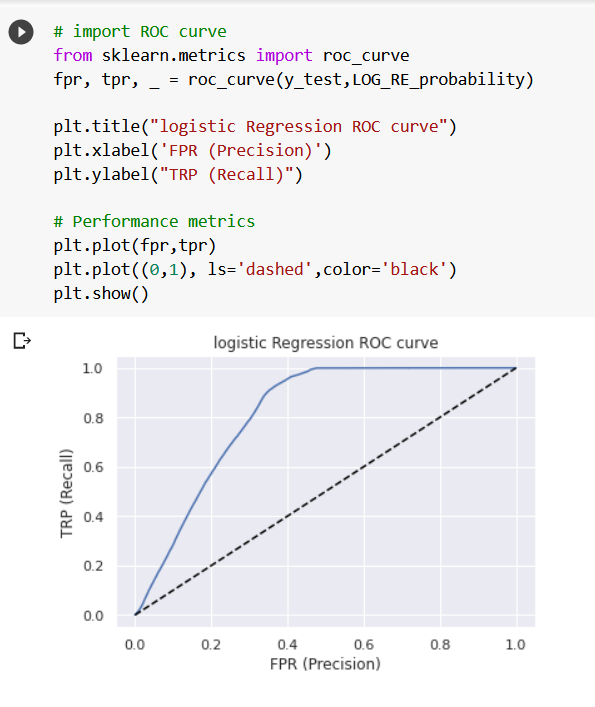 # import ROC curve
from sklearn.metrics import roc_curve
fpr, tpr, _ = roc_curve(y_test,LOG_RE_probability)
plt.title("logistic Regression ROC curve")
plt.xlabel('FPR (Precision)')
plt.ylabel("TRP (Recall)")
# Performance metrics
plt.plot(fpr,tpr)
plt.plot((0,1), ls='dashed',color='black')
plt.show()
logistic Regression ROC curve
TRP (Recall)
1.0
0.8
0.6
0.4
0.2
0.0
0.0 0.2 0.4 0.6 0.8 1.0
FPR (Precision)